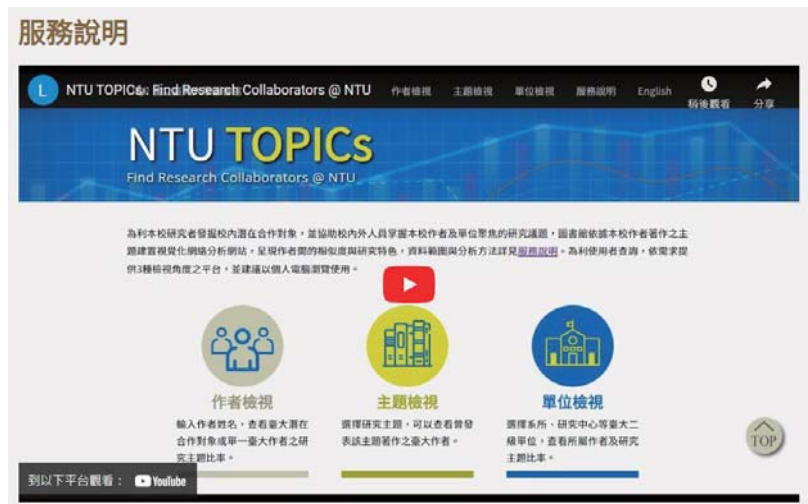 服務說明
L NTU TOPICs: Find Research Collaborators @ NTU 作者檢視 主題檢視 單位檢視 服務說明 English
稍後觀看 分享
NTU TOPICs
Find Research Collaborators @ NTU
為利本校研究者發掘校內潛在合作對象，並協助校內外人員掌握本校作者及單位聚焦的研究議題，圖書館依據本校作者著作之主
題建置視覺化網絡分析網站，呈現作者間的相似度與研究特色，資料範圍與分析方法詳見服務說明。為利使用者查詢，依需求提
供3種檢視角度之平台，並建議以個人電腦瀏覽使用。
作者檢視
輸入作者姓名，查看臺大潛在
合作對象或單一臺大作者之研
究主題比率。
主題檢視
選擇研究主題，可以查看曾發
表該主題著作之臺大作者。
單位檢視
選擇系所、研究中心等臺大二
級單位，查看所屬作者及研究
主題比率。
TOP
到以下平台觀看： YouTube